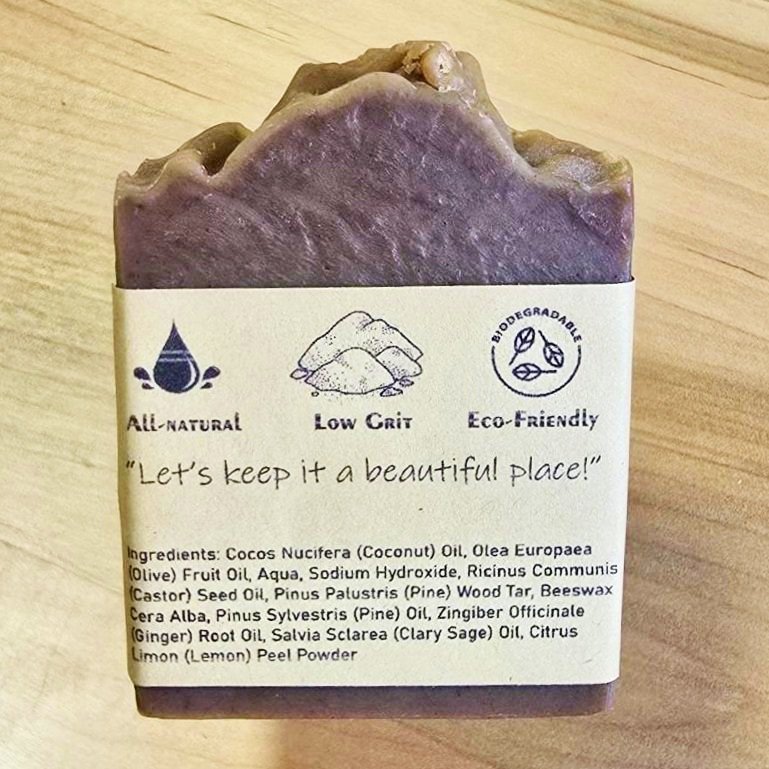 BIODEGRADABLE
All-natural Low Grit Eco-Friendly
"Let's keep it a beautiful place!"
Ingredients: Cocos Nucifera (Coconut) Oil, Olea Europaea
(Olive) Fruit Oil, Aqua, Sodium Hydroxide, Ricinus Communis
(Castor) Seed Oil, Pinus Palustris (Pine) Wood Tar, Beeswax
Cera Alba, Pinus Sylvestris (Pine) Oil, Zingiber Officinale
(Ginger) Root Oil, Salvia Sclarea (Clary Sage) Oil, Citrus
Limon (Lemon) Peel Powder